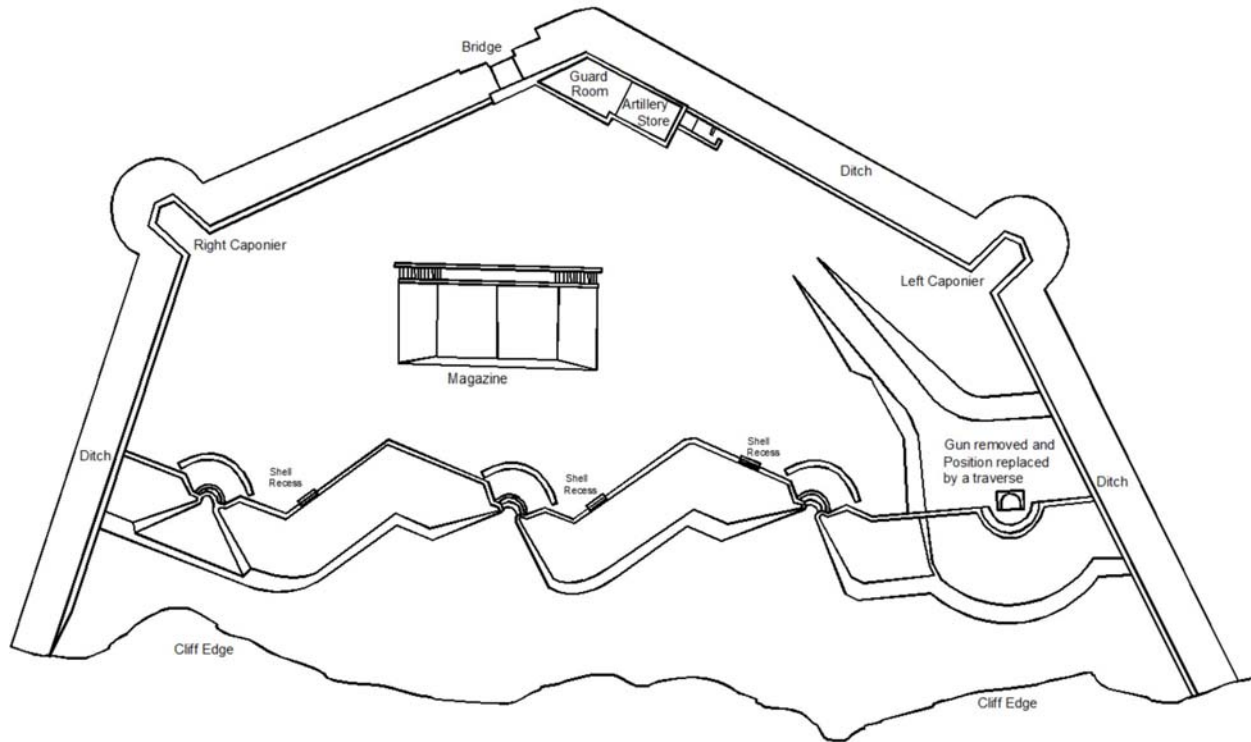 Bridge
Guard
Room
Artillery
Store
Ditch
Right Caponier
Left Caponier
Magazine
Shell
Recess
Gun removed and
Position replaced
by a traverse
Ditch
Shell
Recess
Shell
Recess
Ditch
Cliff Edge
Cliff Edge